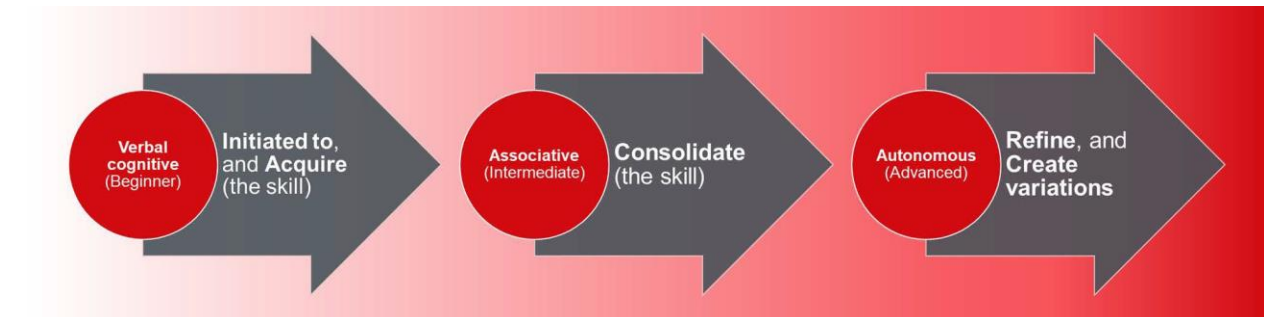 Verbal
cognitive
(Beginner)
Initiated to,
and Acquire
(the skill)
Associative
(Intermediate)
Consolidate
(the skill)
Autonomous
(Advanced)
Refine, and
Create
variations